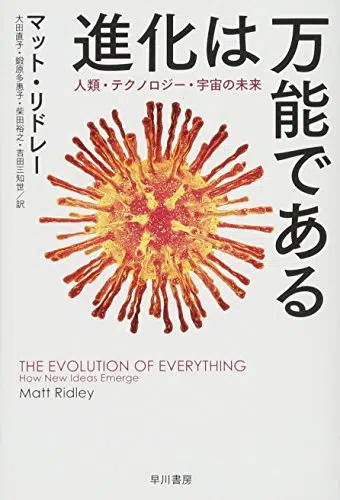 進化は
万能である
人類・テクノロジー・宇宙の未来
マット・リドレー
大田直子・鍛原多惠子・柴田裕之・吉田三知世/訳
THE EVOLUTION OF EVERYTHING
How New Ideas Emerge
Matt Ridley
早川書房